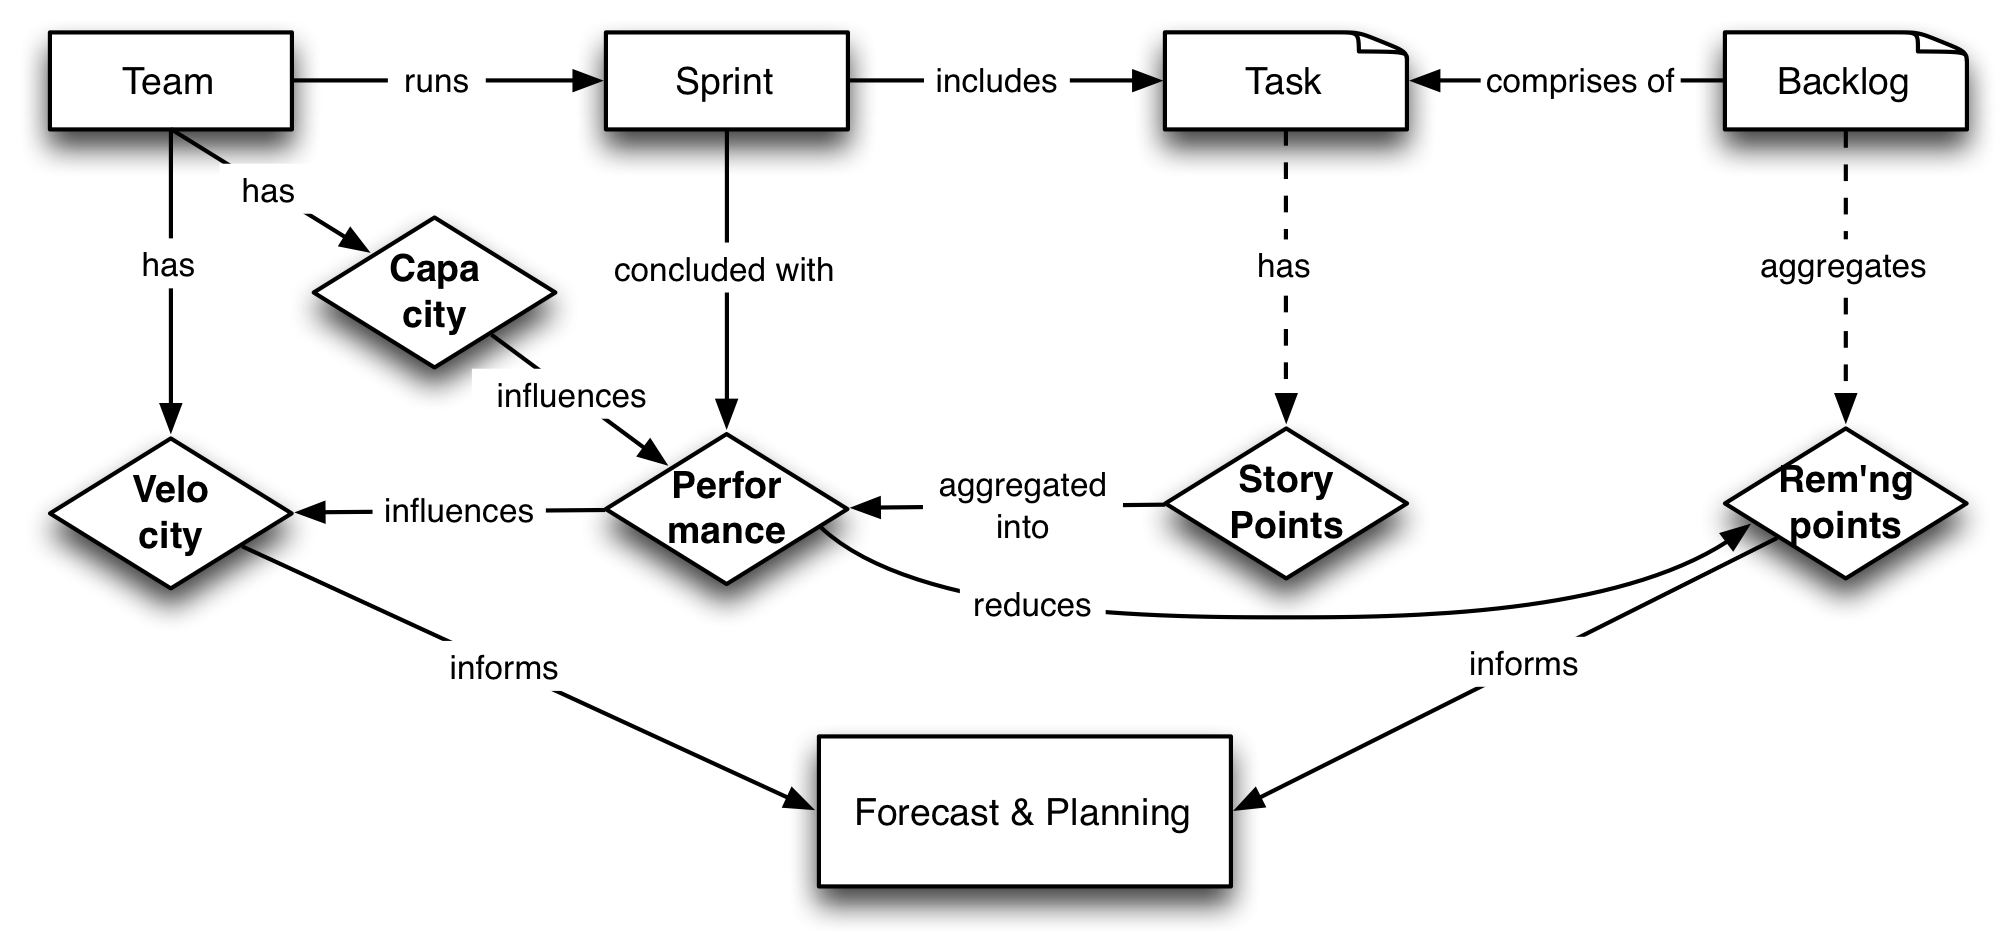 Team
runs
Sprint
includes
Task
comprises of
Backlog
has
has
Capa
city
concluded with
has
aggregates
influences
Velo
city
influences
Perfor
mance
aggregated
into
Story
Points
Rem'ng
points
reduces
informs
informs
Forecast & Planning